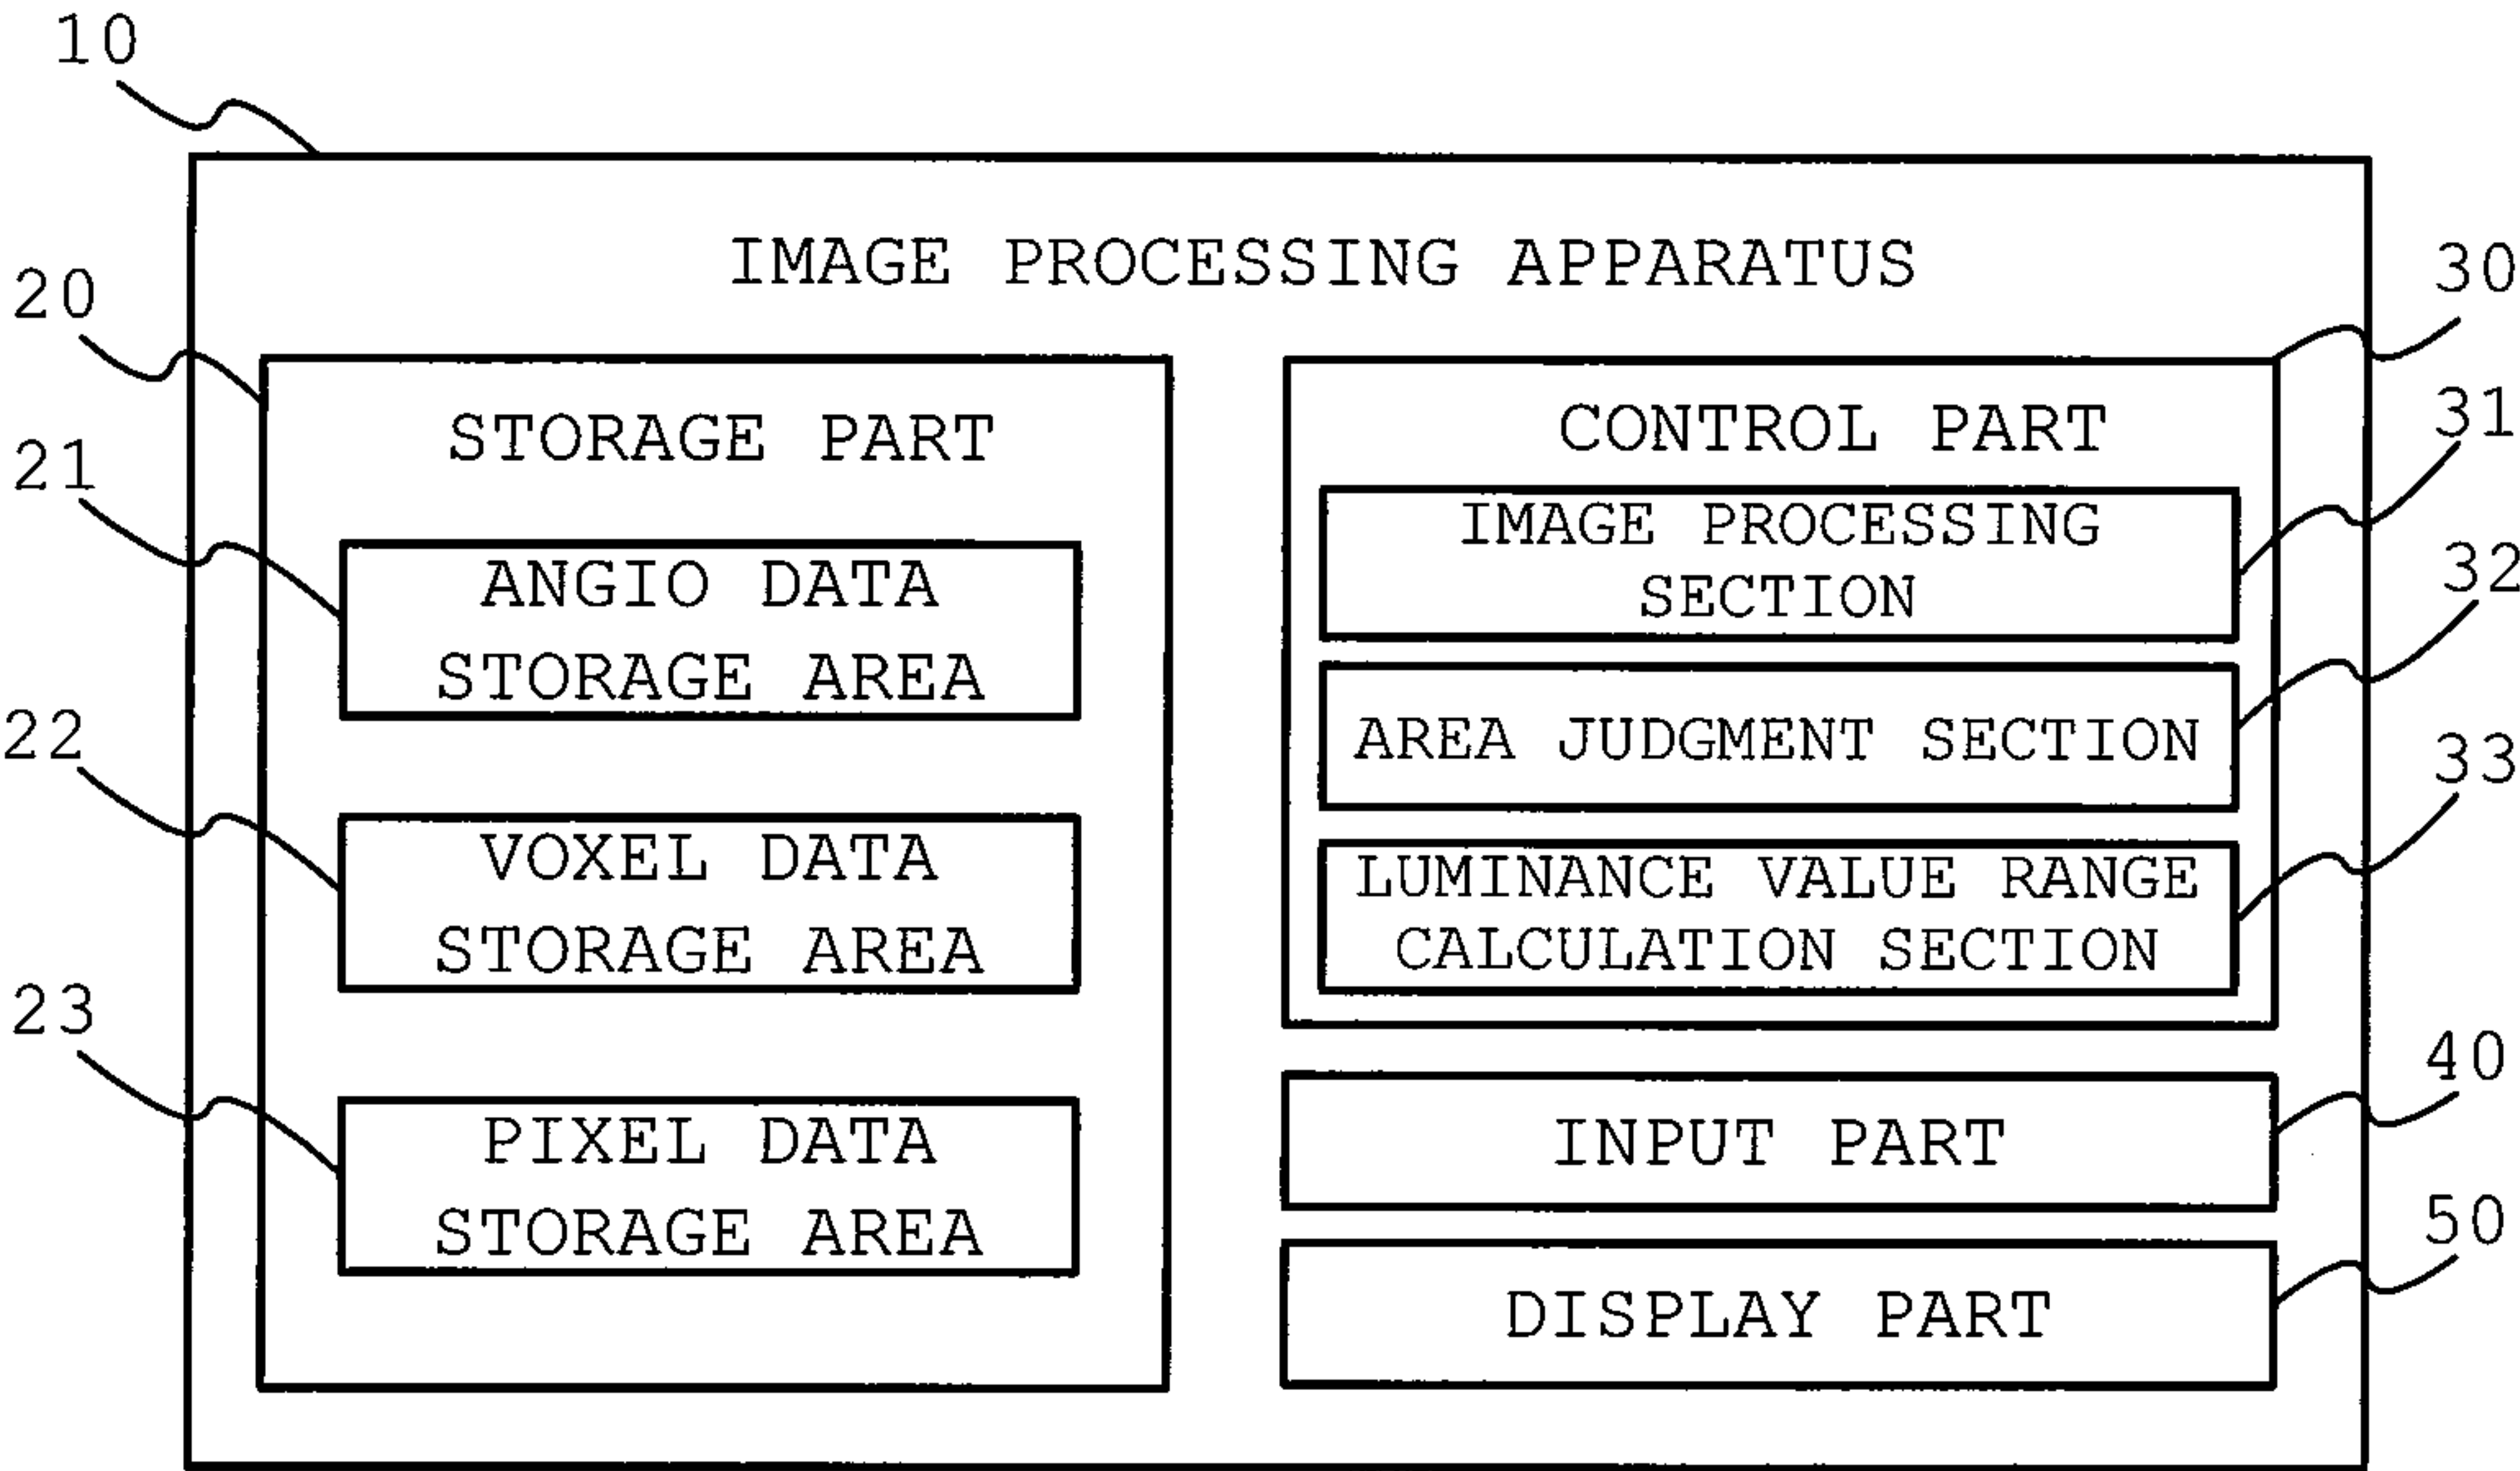 10
IMAGE PROCESSING APPARATUS
20
STORAGE PART
21
ANGIO DATA
STORAGE AREA
22
VOXEL DATA
STORAGE AREA
23
PIXEL DATA
STORAGE AREA
30
CONTROL PART
31
IMAGE PROCESSING
SECTION
32
AREA JUDGMENT SECTION
33
LUMINANCE VALUE RANGE
CALCULATION SECTION
40
INPUT PART
50
DISPLAY PART